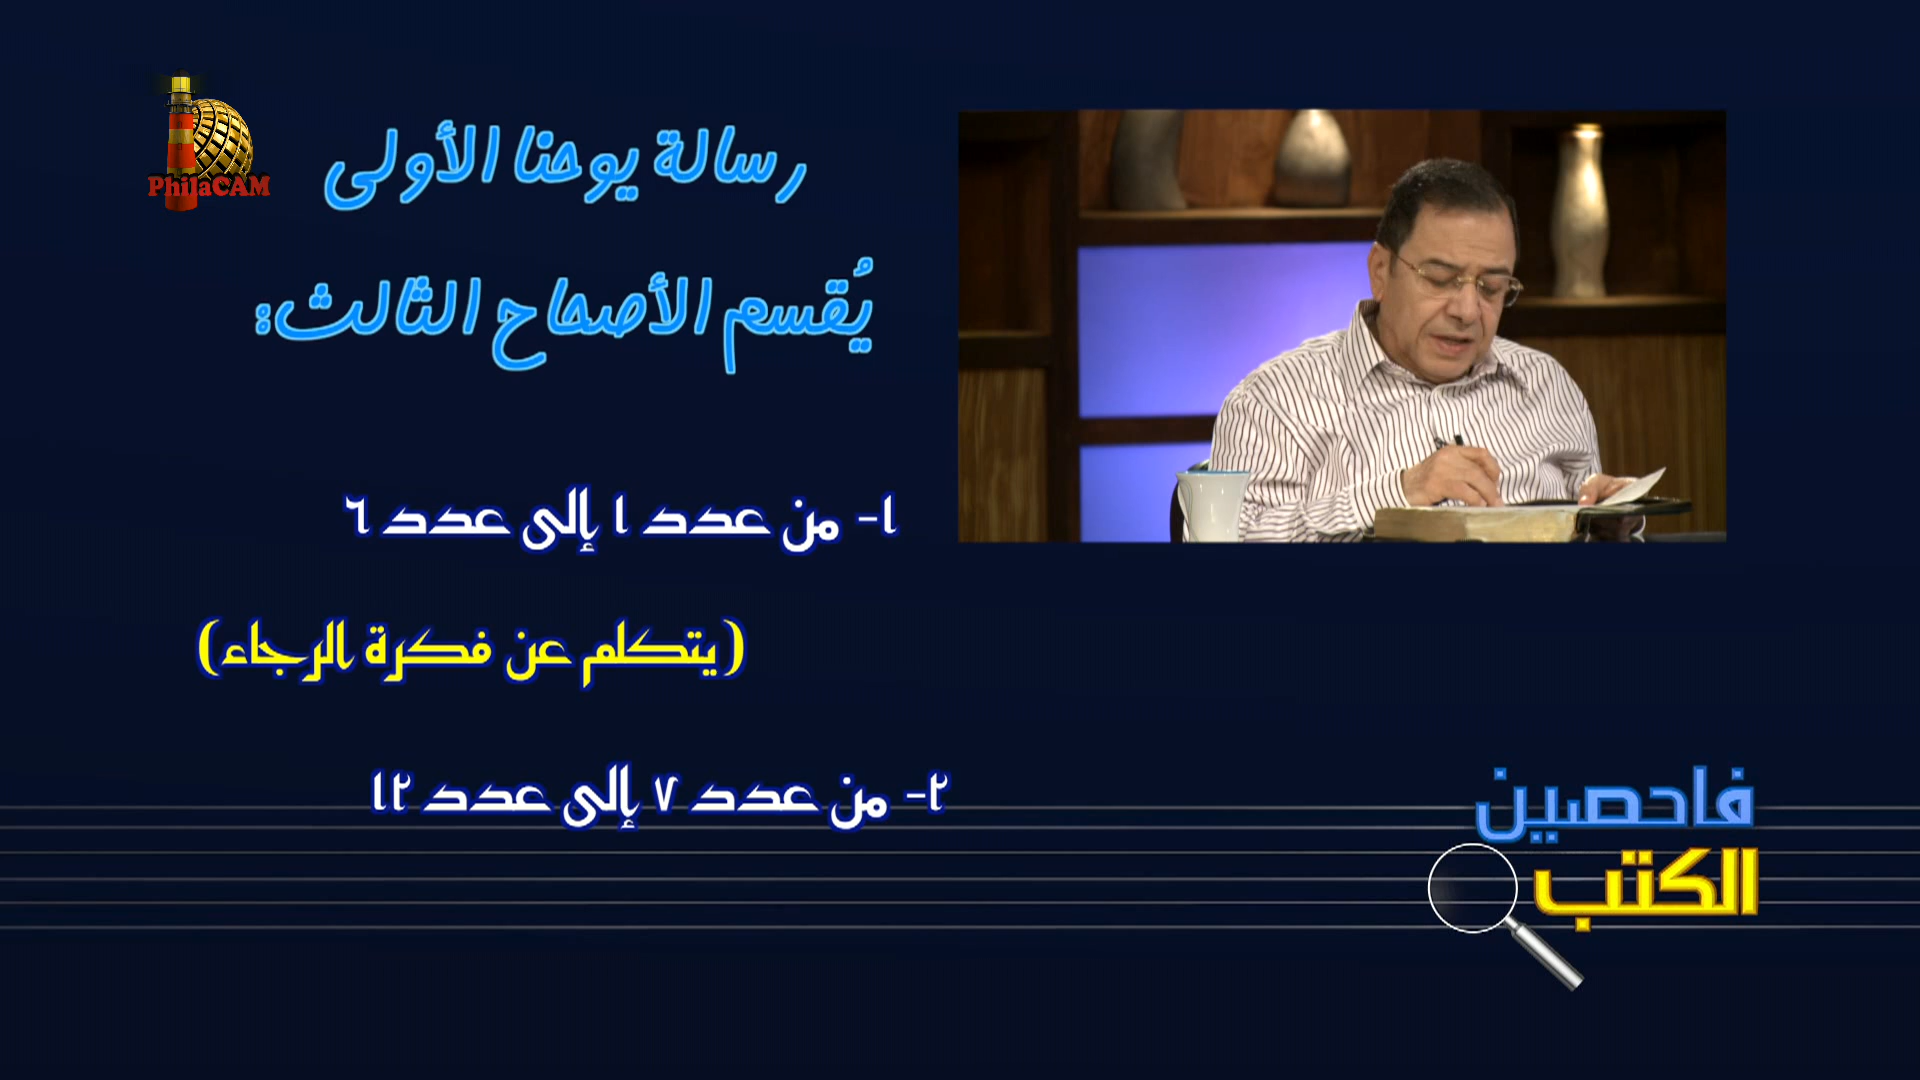 PhilaCAM
رسالة يوحنا الأولى
يُقسم الأصحاح الثالث:
١- من عدد ١ إلى عدد ٦
(يتكلم عن فكرة الرجاء)
٢- من عدد ٧ إلى عدد ١٢
فاحصين
الكتب